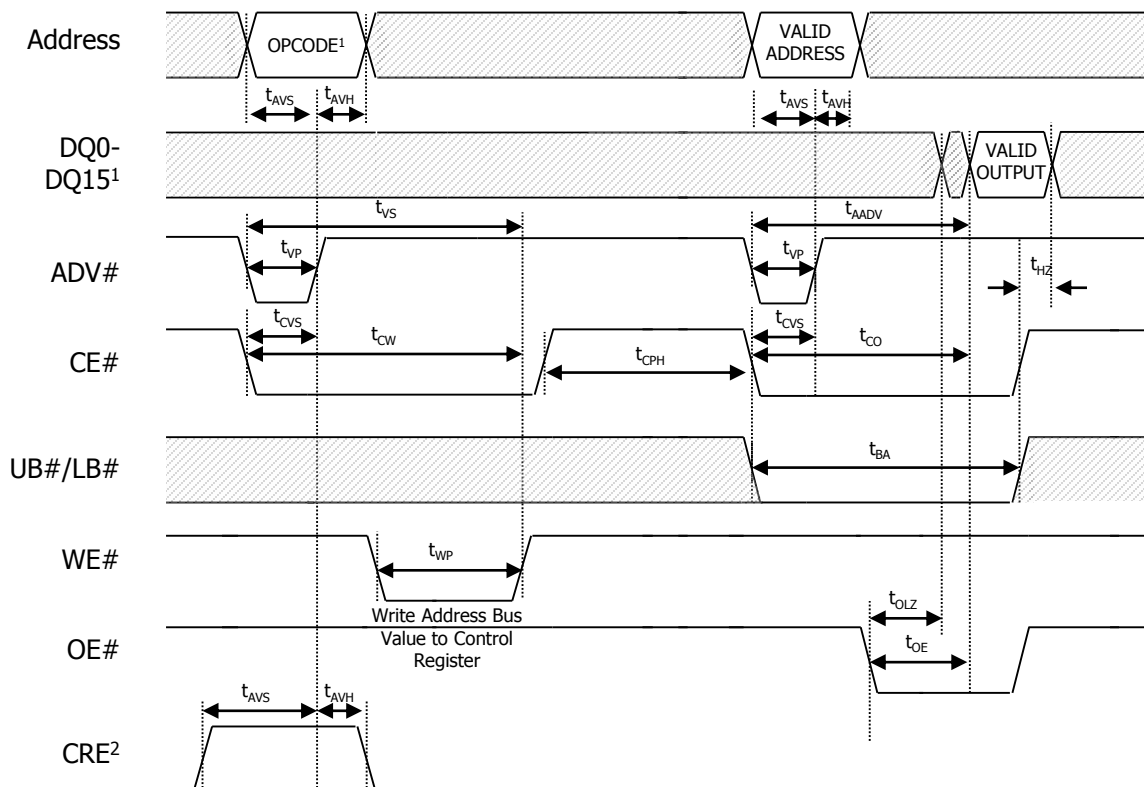 Address
OPCODE¹
VALID
ADDRESS
tAVS
tAVH
tAVS
tAVH
DQ0-
DQ15¹
VALID
OUTPUT
tVS
tAADV
ADV#
tVP
tVP
tHZ
CE#
tCVS
tCW
tCPH
tCVS
tCO
UB#/LB#
tBA
WE#
tWP
Write Address Bus
Value to Control
Register
OE#
tOLZ
tOE
CRE²
tAVS
tAVH